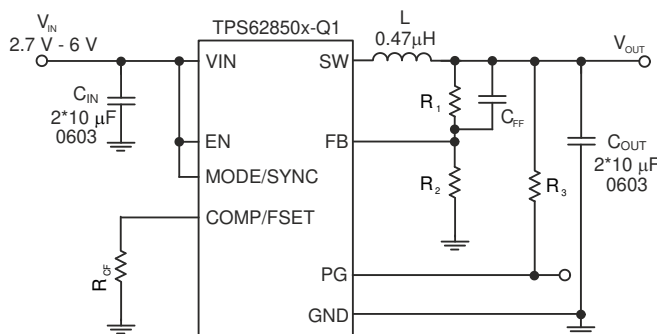 TPS62850x-Q1
V_IN
2.7 V - 6 V
VIN
SW
L
0.47µH
V_OUT
C_IN
2*10 µF
0603
R_1
C_FF
EN
FB
C_OUT
2*10 µF
0603
MODE/SYNC
R_2
R_3
COMP/FSET
R_CF
PG
GND